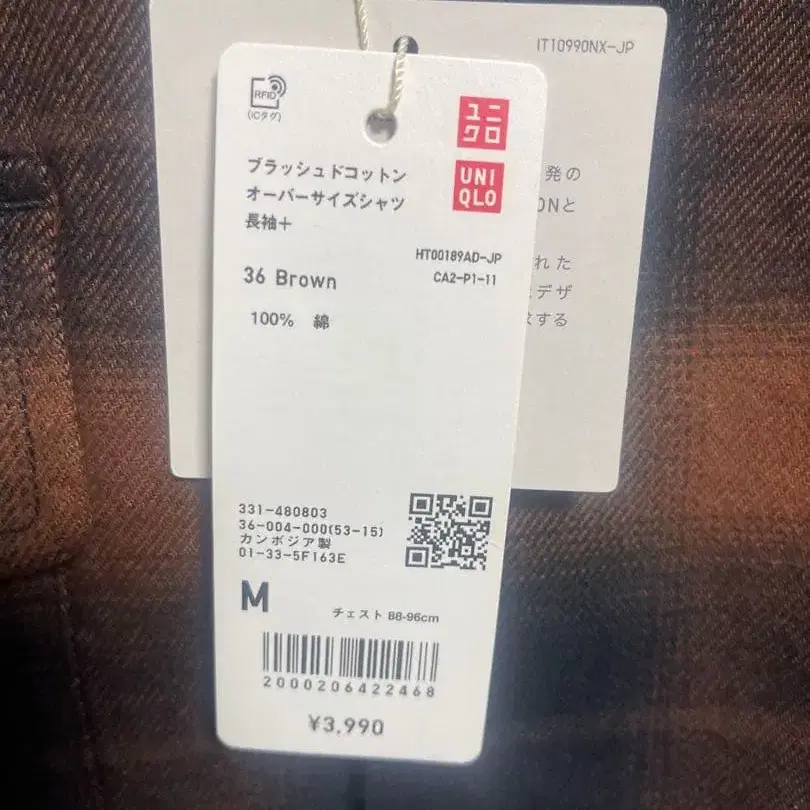 IT10990NX-JP
RFID
(ICタグ)
ユニ
クロ
UNI
QLO
ブラッシュドコットン
オーバーサイズシャツ
長袖+
HT00189AD-JP
CA2-P1-11
36 Brown
100% 綿
発の
ONと
れた
デザ
する
331-480803
36-004-000(53-15)
カンボジア製
01-33-5F163E
M
チェスト 88-96cm
2000206422468
¥3,990